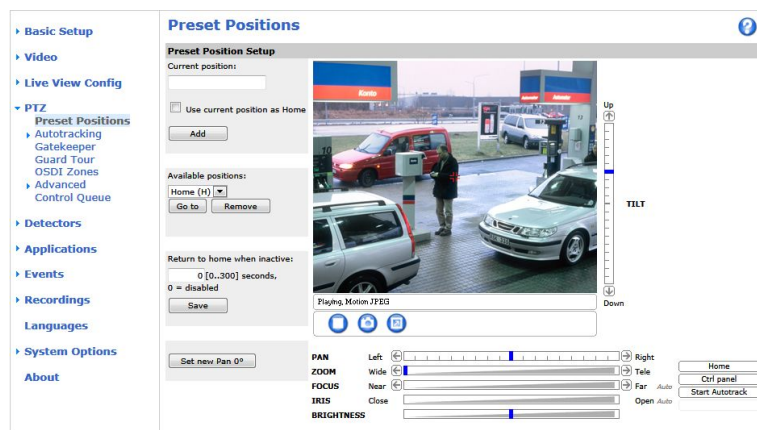 Preset Positions
Basic Setup
Video
Live View Config
PTZ
Preset Positions
Autotracking
Gatekeeper
Guard Tour
OSDI Zones
Advanced
Control Queue
Detectors
Applications
Events
Recordings
Languages
System Options
About
Preset Position Setup
Current position:
Use current position as Home
Add
Available positions:
Home (H)
Go to Remove
Return to home when inactive:
0 [0..300] seconds,
0 = disabled
Save
Set new Pan 0º
Konto
10
13
Playing, Motion JPEG
Up
TILT
Down
PAN Left Right
ZOOM Wide Tele
FOCUS Near Far Auto
IRIS Close Open Auto
BRIGHTNESS
Home
Ctrl panel
Start Autotrack